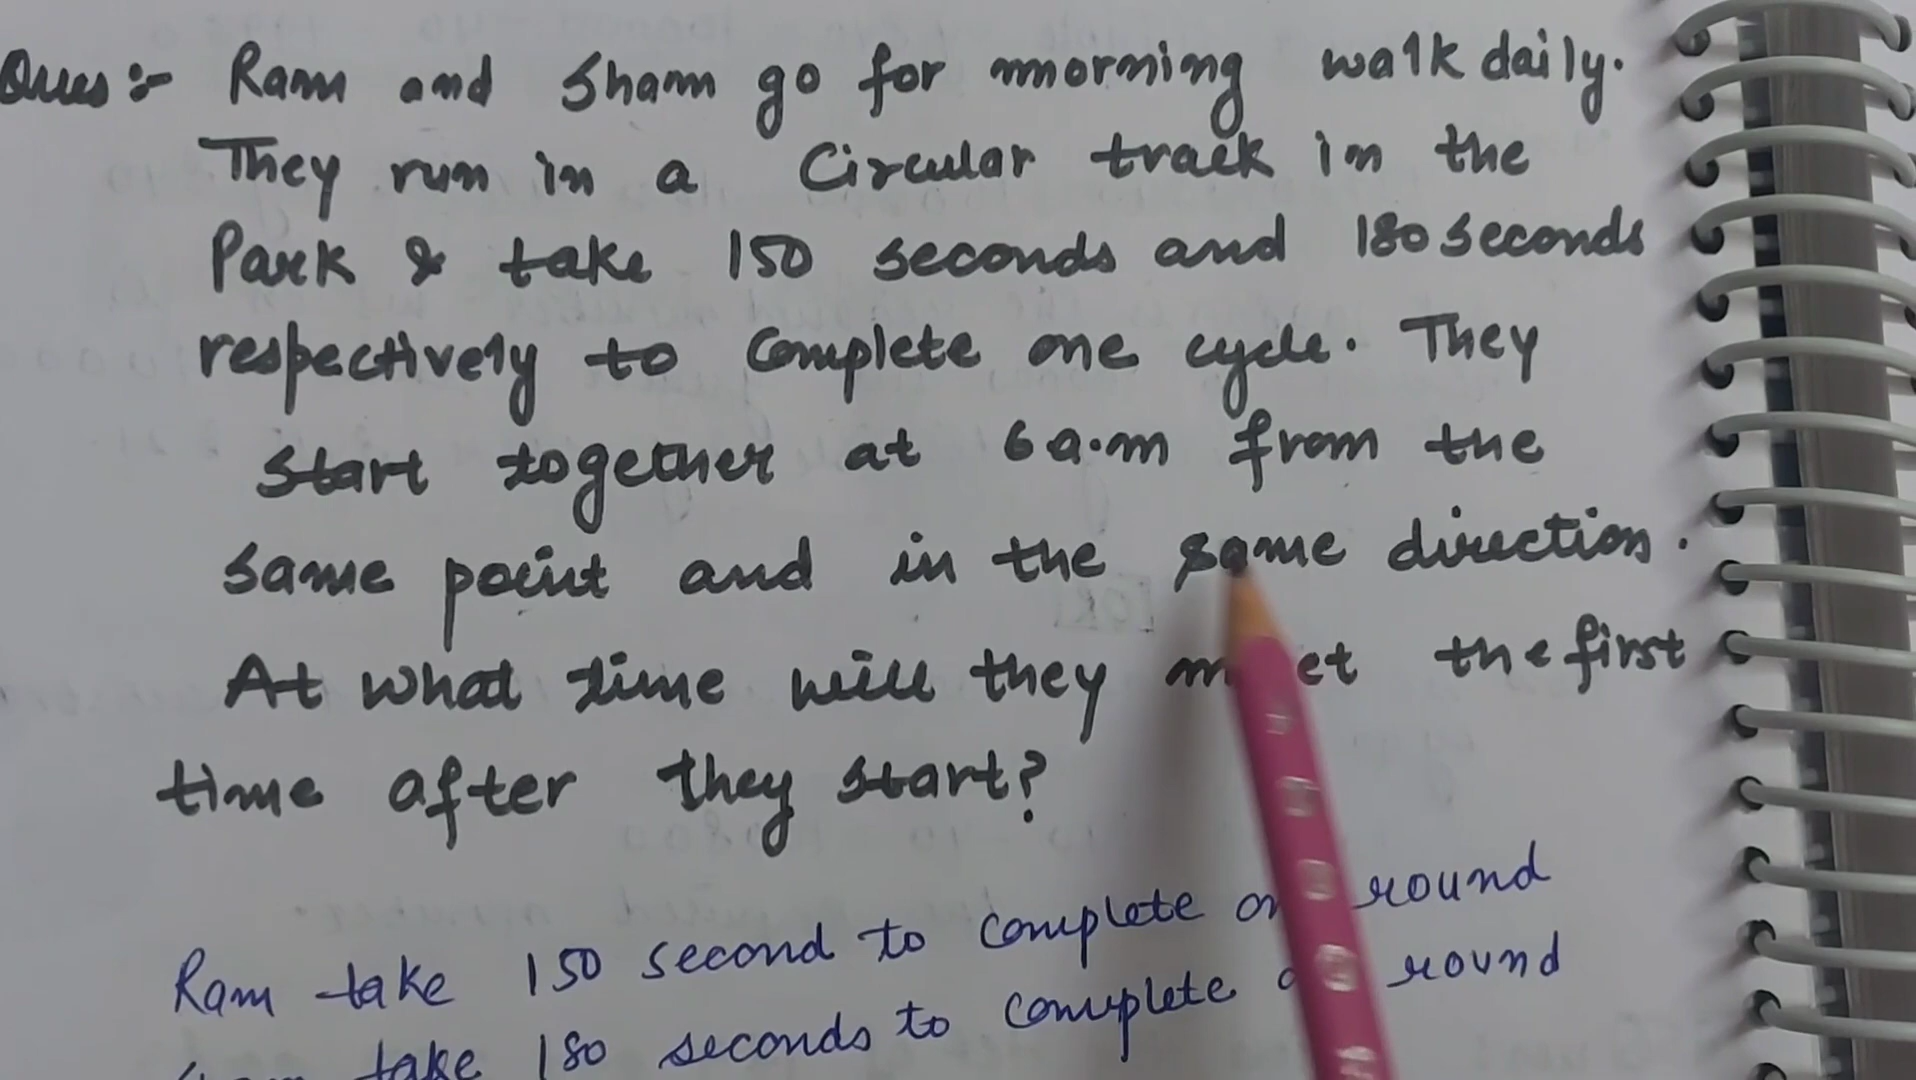 Ques :- Ram and Sham go for morning walk daily.
They run in a Circular track in the
Park & take 150 seconds and 180 seconds
respectively to Complete one cycle. They
start together at 6 a.m from the
same point and in the same direction.
At what time will they meet the first
time after they start?
Ram take 150 second to complete round
take 180 seconds to complete round